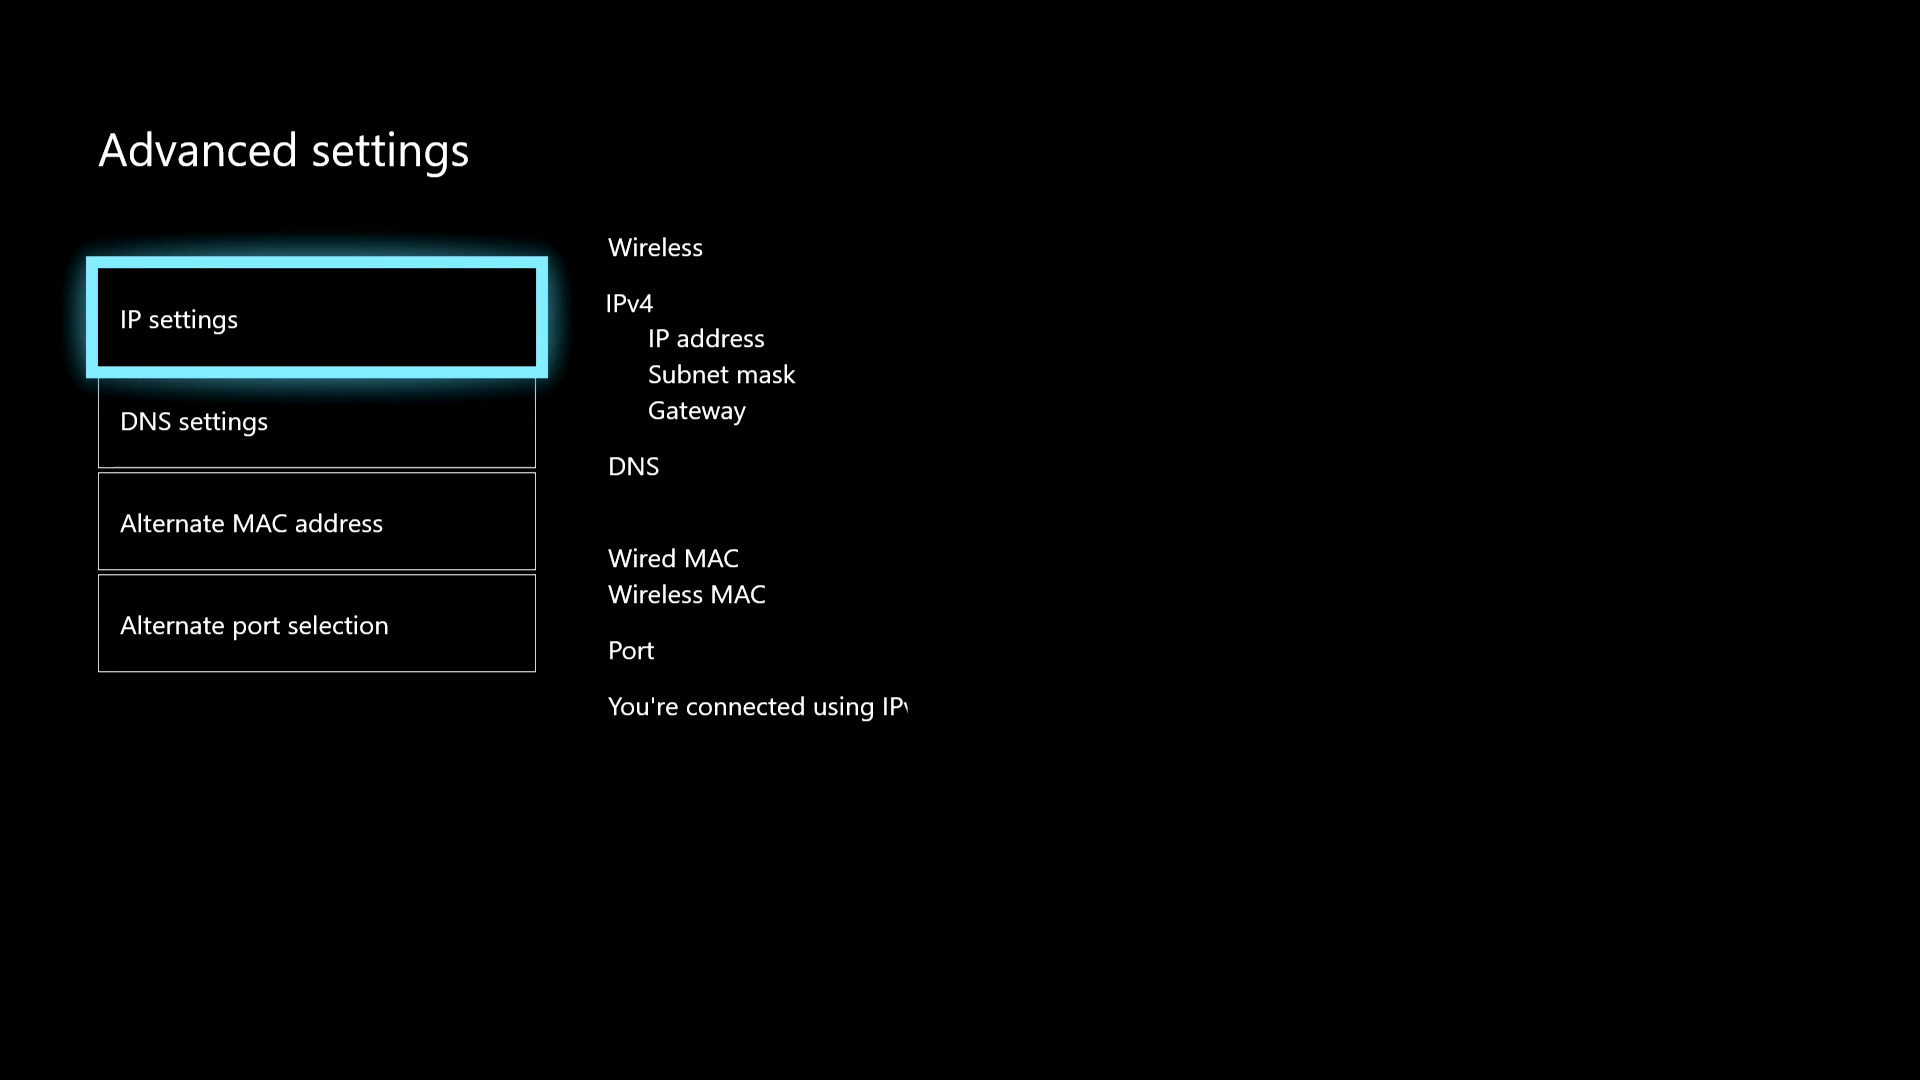 Advanced settings
IP settings
DNS settings
Alternate MAC address
Alternate port selection
Wireless
IPv4
IP address
Subnet mask
Gateway
DNS
Wired MAC
Wireless MAC
Port
You're connected using IPv